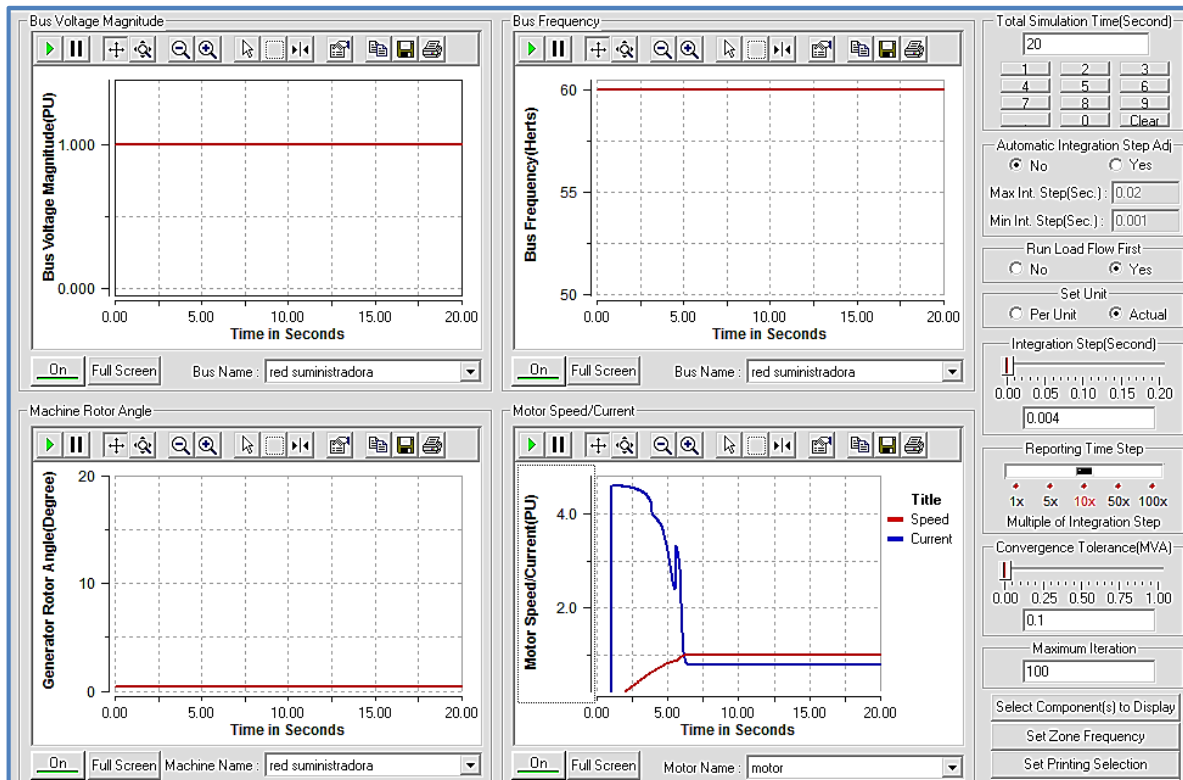 Bus Voltage Magnitude
Bus Voltage Magnitude(PU)
1.000
0.000
0.00 5.00 10.00 15.00 20.00
Time in Seconds
On Full Screen Bus Name : red suministradora
Bus Frequency
Bus Frequency(Herts)
60
55
50
0.00 5.00 10.00 15.00 20.00
Time in Seconds
On Full Screen Bus Name : red suministradora
Machine Rotor Angle
Generator Rotor Angle(Degree)
20
10
0
0.00 5.00 10.00 15.00 20.00
Time in Seconds
On Full Screen Machine Name : red suministradora
Motor Speed/Current
Motor Speed/Current(PU)
4.0
2.0
0.00 5.00 10.00 15.00 20.00
Time in Seconds
Title
Speed
Current
On Full Screen Motor Name : motor
Total Simulation Time(Second)
20
1 2 3
4 5 6
7 8 9
. 0 Clear
Automatic Integration Step Adj
No Yes
Max Int. Step(Sec.) : 0.02
Min Int. Step(Sec.) : 0.001
Run Load Flow First
No Yes
Set Unit
Per Unit Actual
Integration Step(Second)
0.00 0.05 0.10 0.15 0.20
0.004
Reporting Time Step
1x 5x 10x 50x 100x
Multiple of Integration Step
Convergence Tolerance(MVA)
0.00 0.25 0.50 0.75 1.00
0.1
Maximum Iteration
100
Select Component(s) to Display
Set Zone Frequency
Set Printing Selection